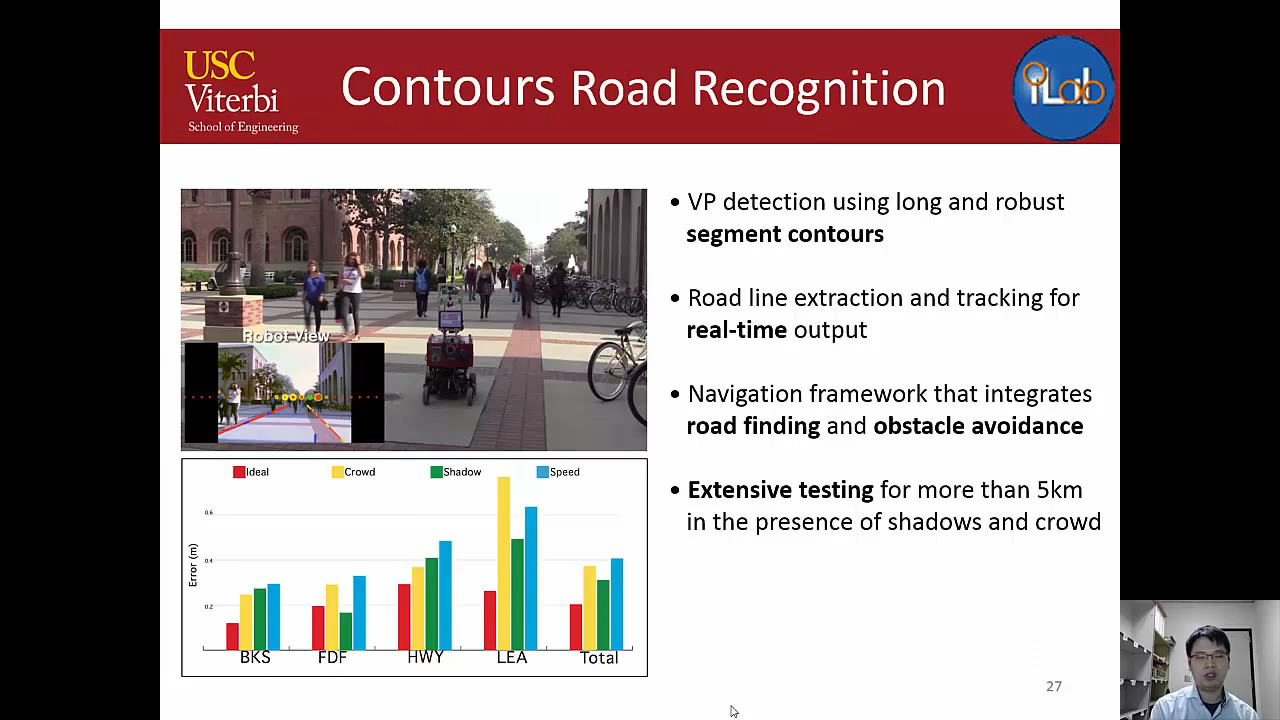 USC
Viterbi
School of Engineering
Contours Road Recognition
iLab
• VP detection using long and robust
segment contours
• Road line extraction and tracking for
real-time output
• Navigation framework that integrates
road finding and obstacle avoidance
• Extensive testing for more than 5km
in the presence of shadows and crowd
Robot View
Ideal Crowd Shadow Speed
Error (m)
0.6
0.4
0.2
BKS FDF HWY LEA Total
27